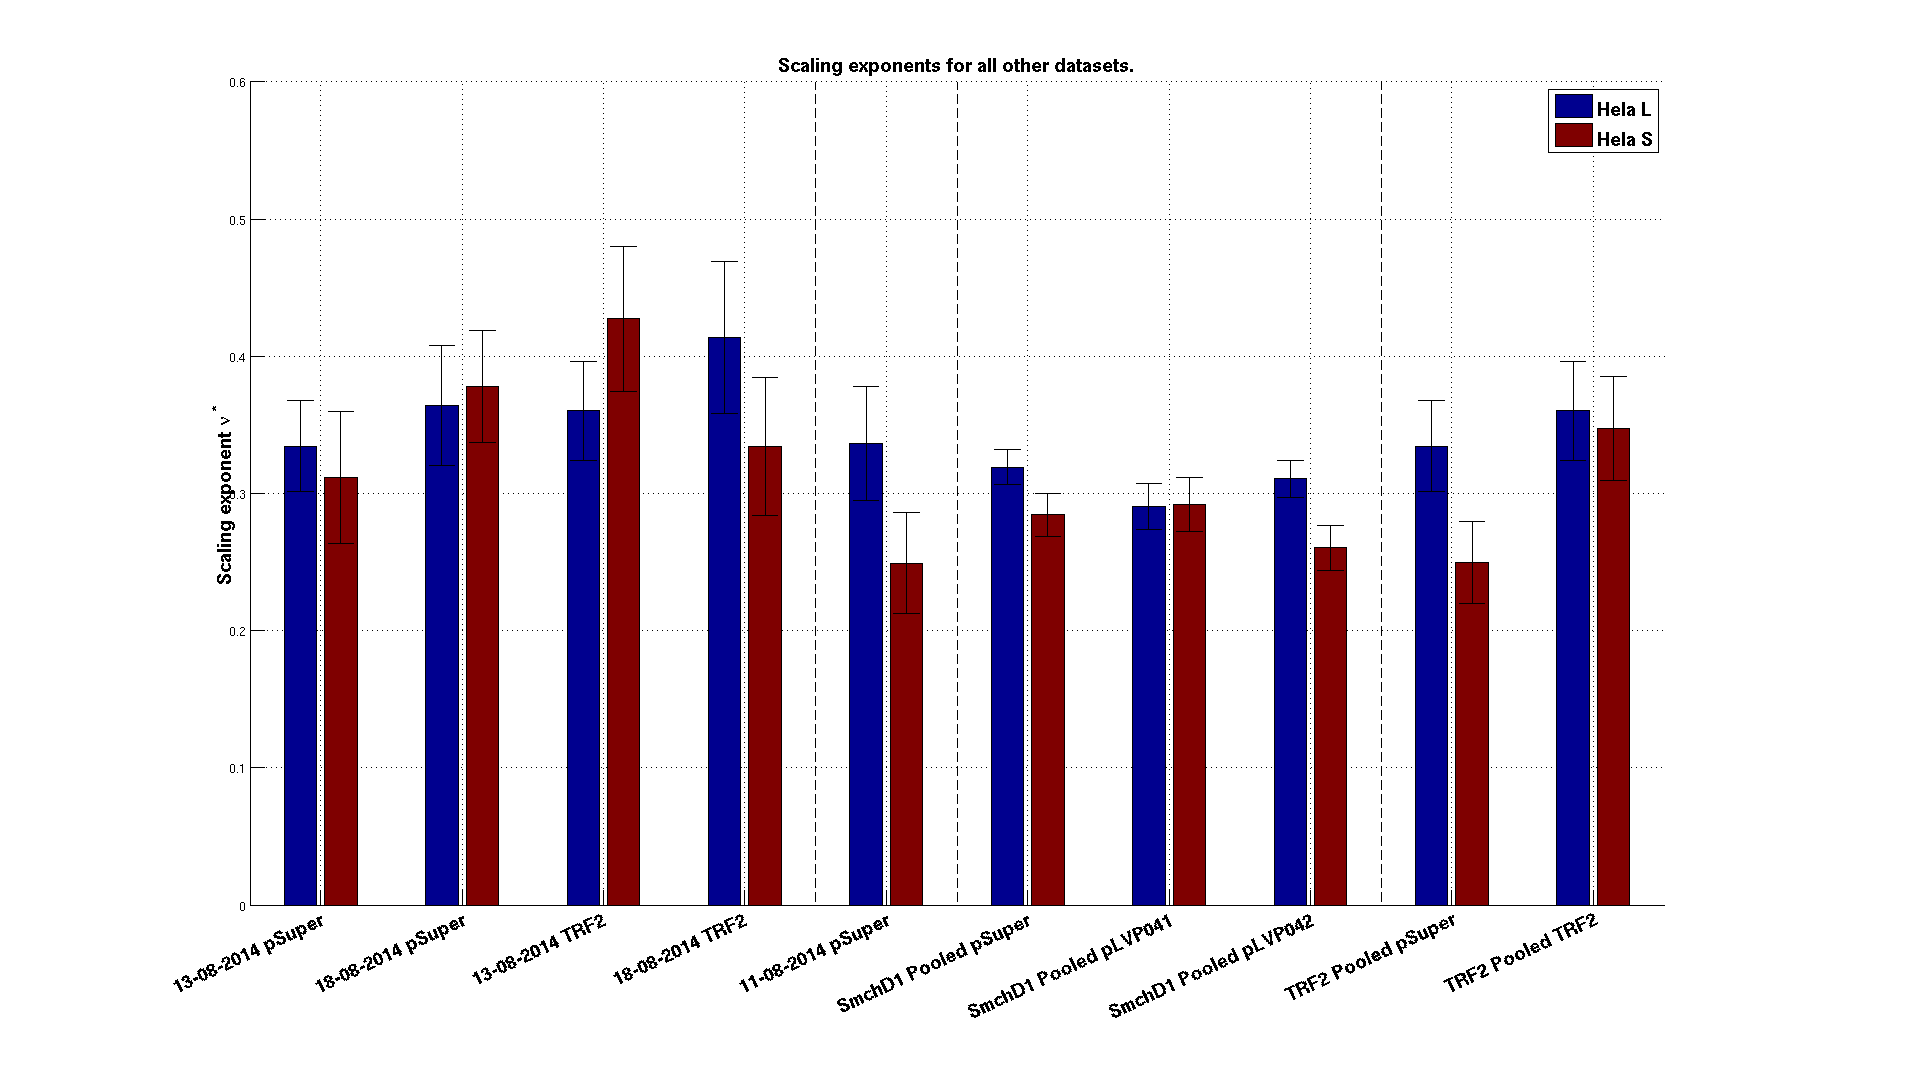 Scaling exponents for all other datasets.
Hela L
Hela S
Scaling exponent ν *
0.6
0.5
0.4
0.3
0.2
0.1
0
13-08-2014 pSuper
18-08-2014 pSuper
13-08-2014 TRF2
18-08-2014 TRF2
11-08-2014 pSuper
SmchD1 Pooled pSuper
SmchD1 Pooled pLVP041
SmchD1 Pooled pLVP042
TRF2 Pooled pSuper
TRF2 Pooled TRF2